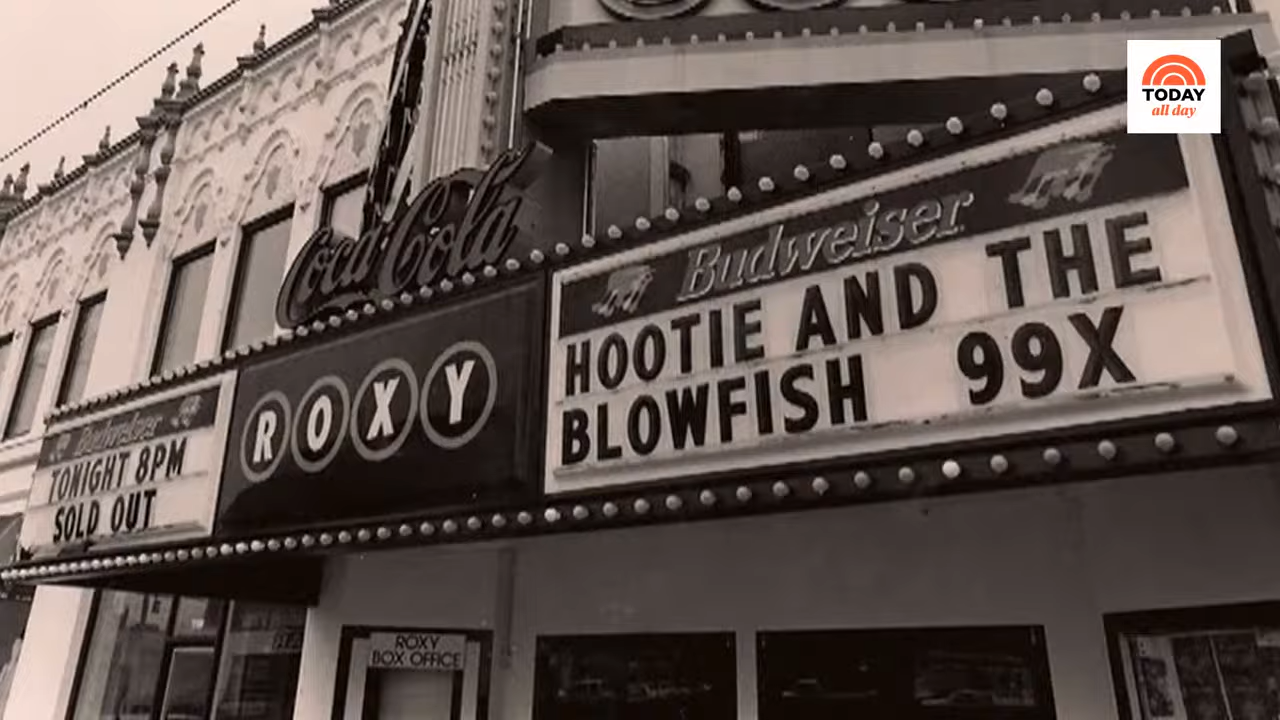 TODAY
all day
Coca-Cola
Budweiser
HOOTIE AND THE
BLOWFISH 99X
ROXY
Budweiser
TONIGHT 8PM
SOLD OUT
ROXY
BOX OFFICE